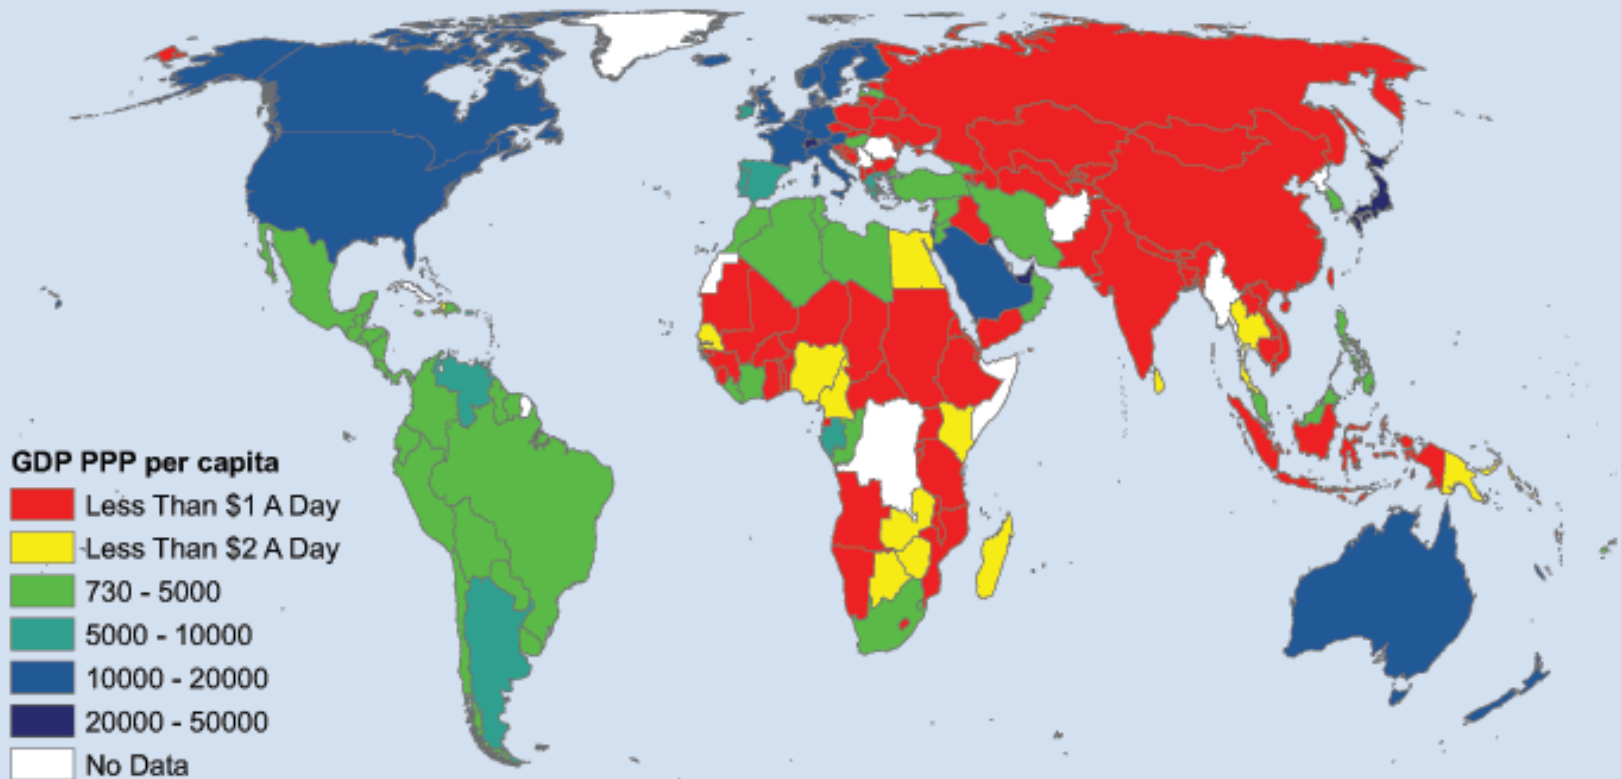 GDP PPP per capita
Less Than $1 A Day
Less Than $2 A Day
730 - 5000
5000 - 10000
10000 - 20000
20000 - 50000
No Data